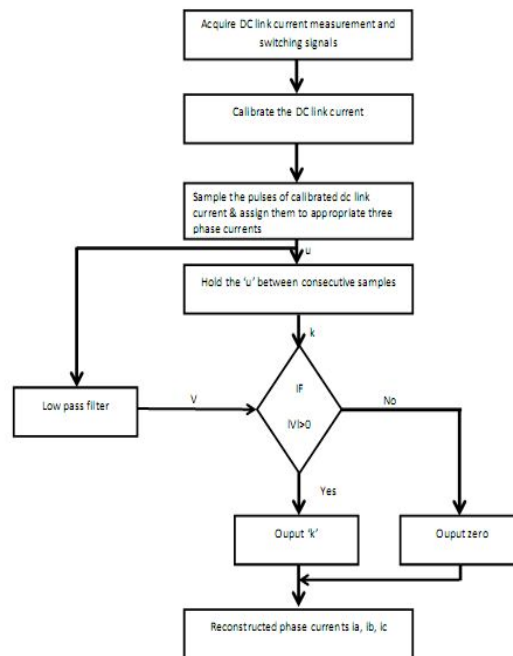 Acquire DC link current measurement and
switching signals
Calibrate the DC link current
Sample the pulses of calibrated dc link
current & assign them to appropriate three
phase currents
u
Hold the ‘u’ between consecutive samples
k
Low pass filter
V
IF
IVI>0
No
Yes
Ouput ‘k’
Ouput zero
Reconstructed phase currents ia, ib, ic